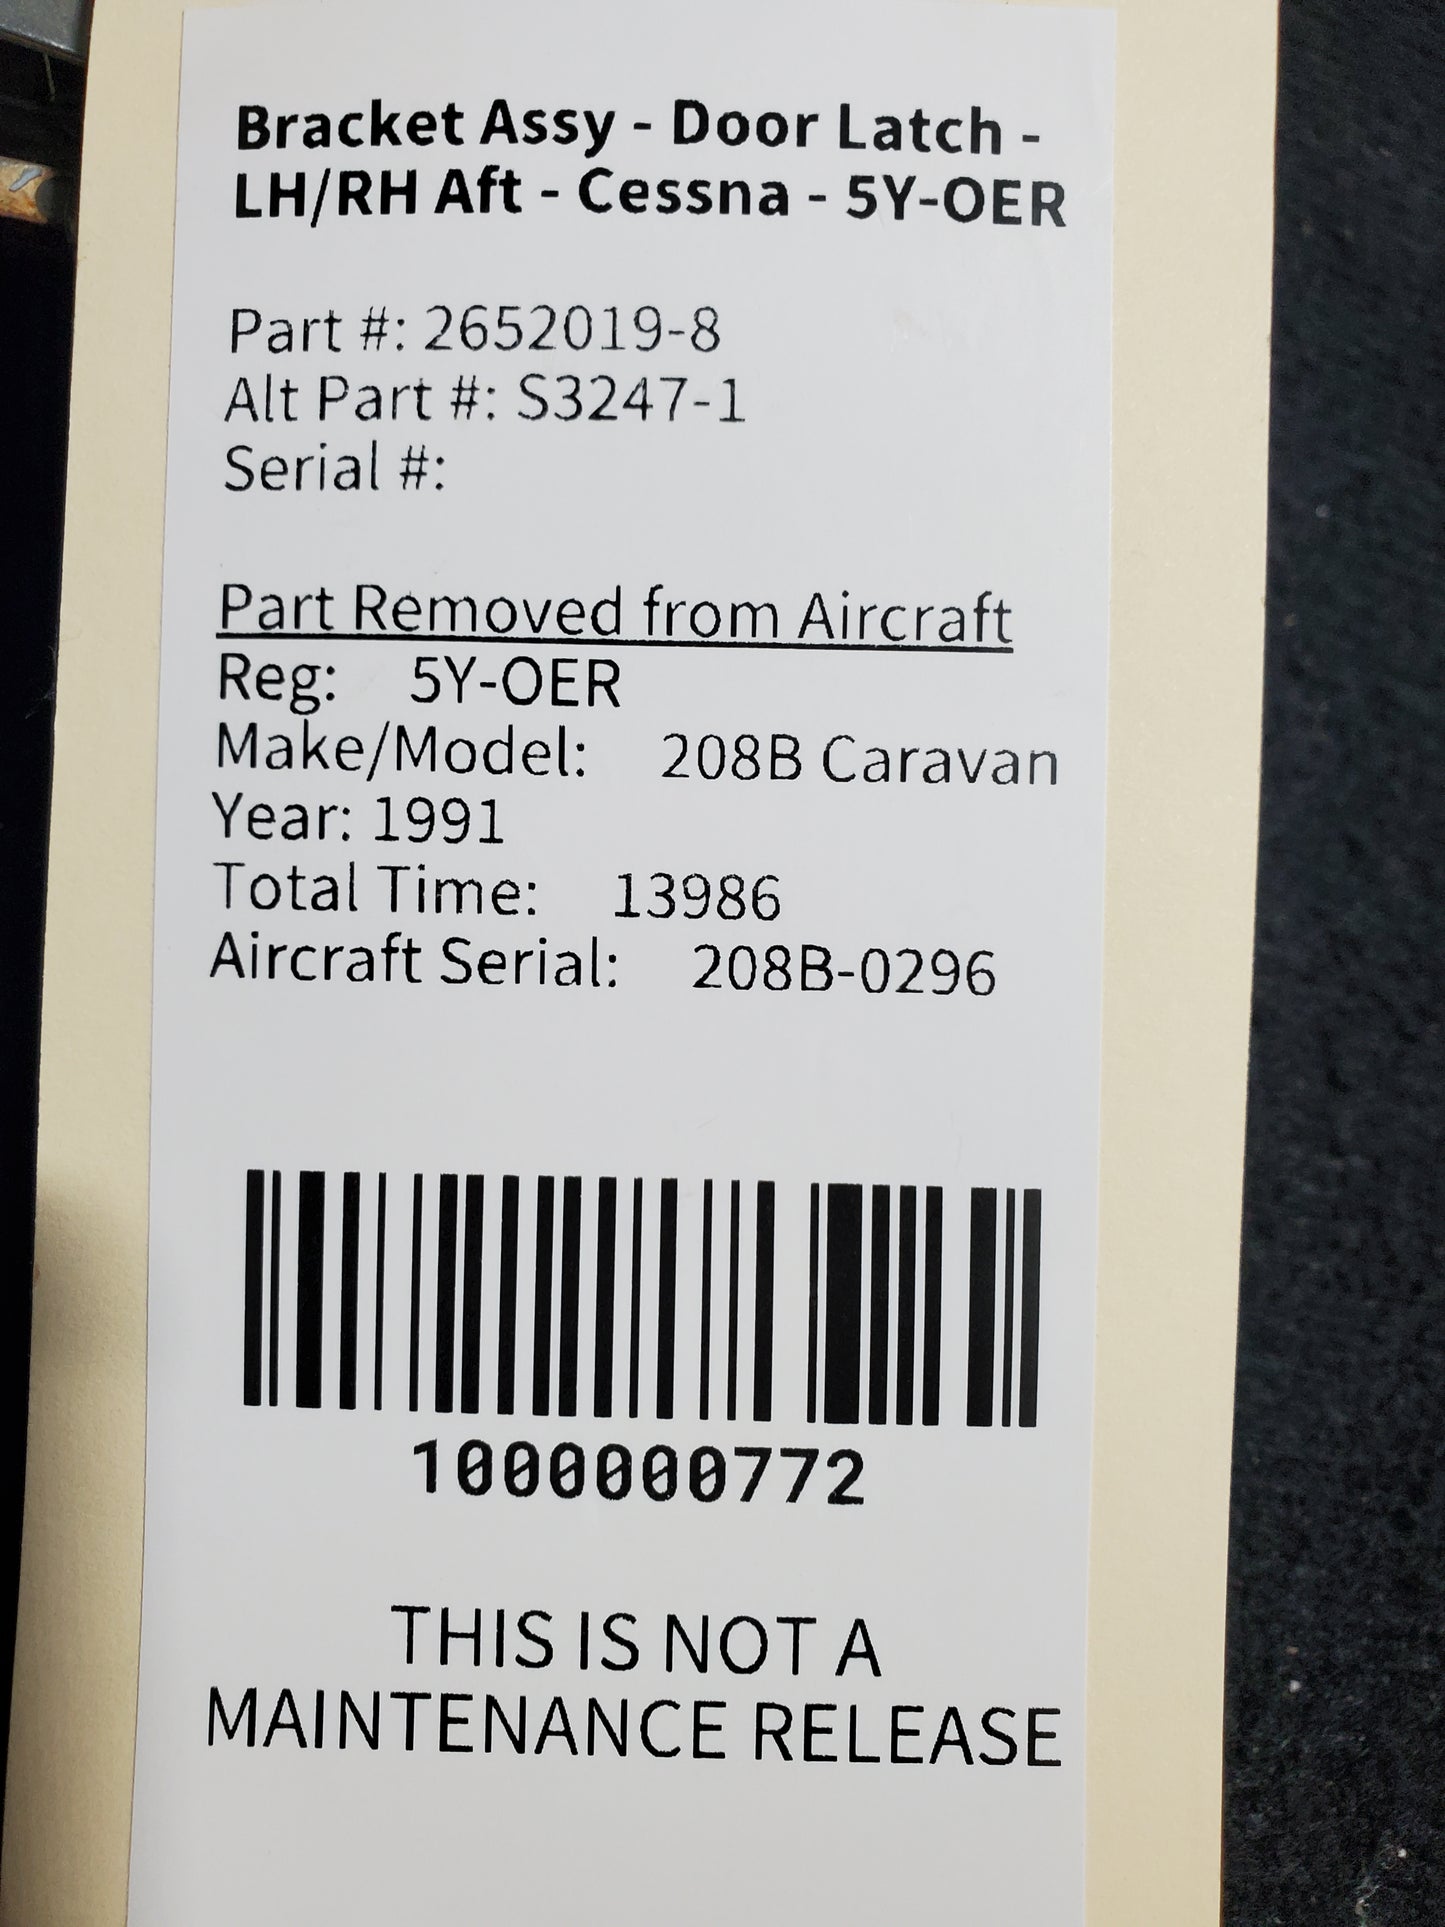 Bracket Assy - Door Latch -
LH/RH Aft - Cessna - 5Y-OER
Part #: 2652019-8
Alt Part #: S3247-1
Serial #:
Part Removed from Aircraft
Reg: 5Y-OER
Make/Model: 208B Caravan
Year: 1991
Total Time: 13986
Aircraft Serial: 208B-0296
1000000772
THIS IS NOT A
MAINTENANCE RELEASE